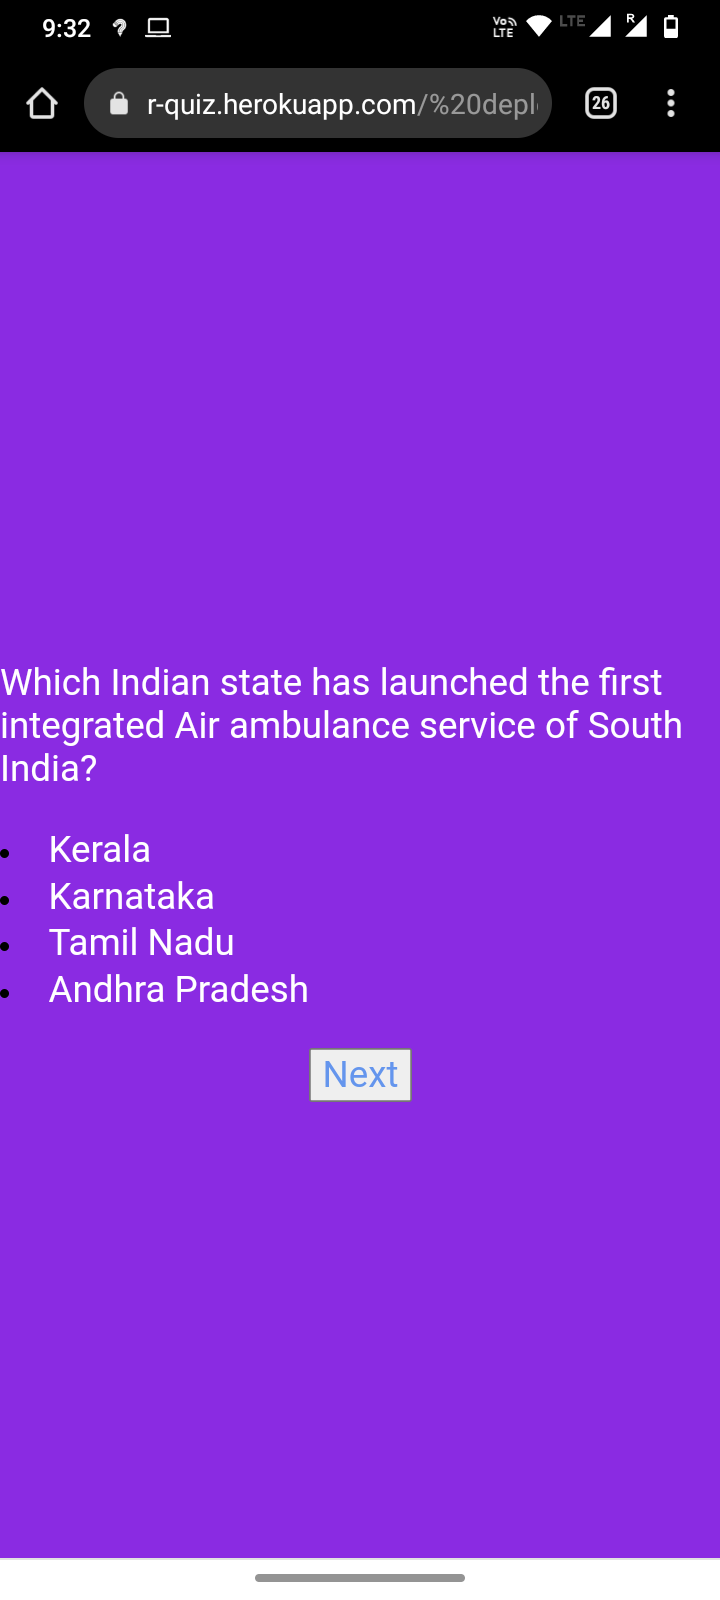 9:32
Vo LTE
LTE
R
r-quiz.herokuapp.com/%20depl
26
Which Indian state has launched the first
integrated Air ambulance service of South
India?
Kerala
Karnataka
Tamil Nadu
Andhra Pradesh
Next